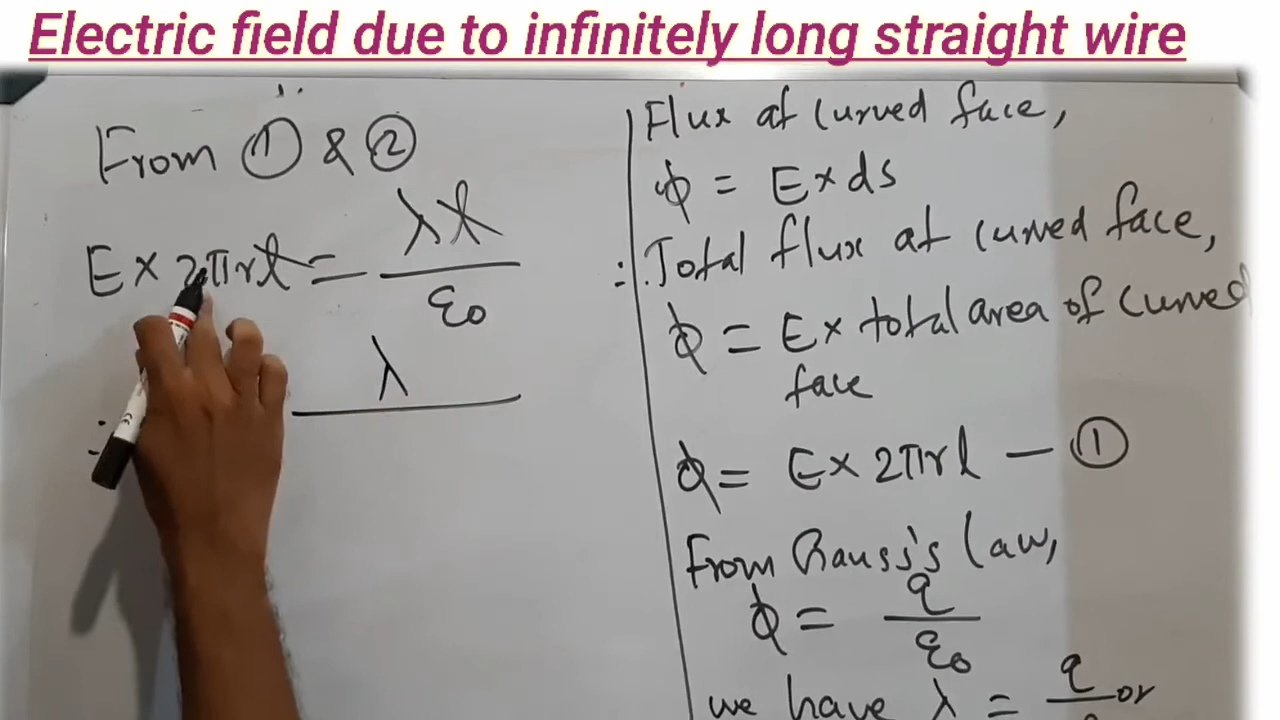 Electric field due to infinitely long straight wire
From ① & ②
E × 2πrl = λl / ε₀
∴ λ
Flux at curved face,
ϕ = E × ds
∴ Total flux at curved face,
ϕ = E × total area of curved
face
ϕ = E × 2πrl — ①
From Gauss's law,
ϕ = q / ε₀
we have λ = q / or